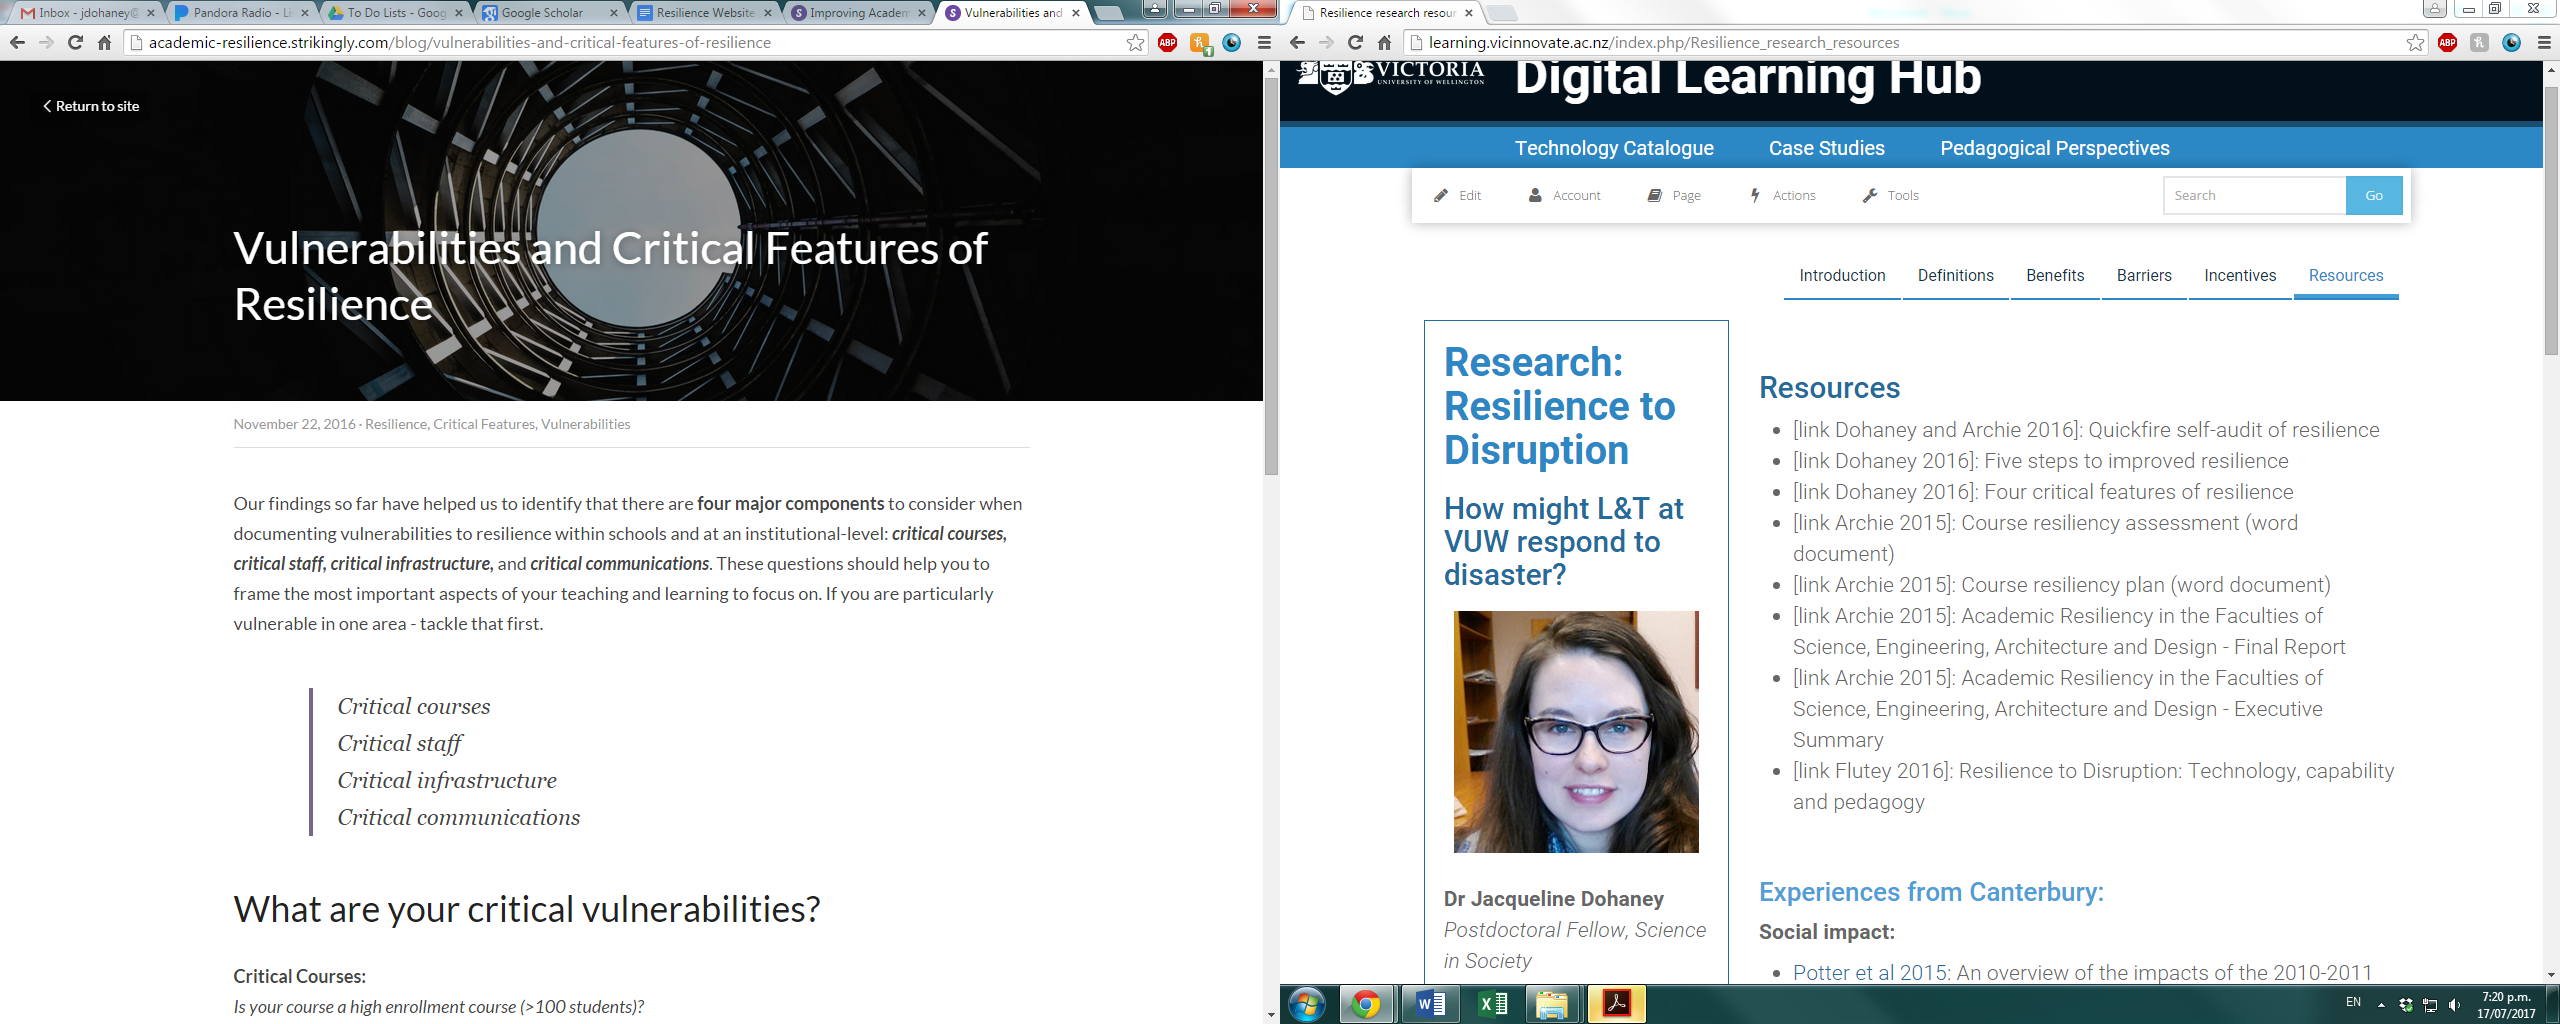 Inbox - jdohaney@
Pandora Radio - Li
To Do Lists - Goog
Google Scholar
Resilience Website
Improving Academ
Vulnerabilities and
academic-resilience.strikingly.com/blog/vulnerabilities-and-critical-features-of-resilience
ABP
Return to site
Vulnerabilities and Critical Features of
Resilience
November 22, 2016 · Resilience, Critical Features, Vulnerabilities
Our findings so far have helped us to identify that there are four major components to consider when
documenting vulnerabilities to resilience within schools and at an institutional-level: critical courses,
critical staff, critical infrastructure, and critical communications. These questions should help you to
frame the most important aspects of your teaching and learning to focus on. If you are particularly
vulnerable in one area - tackle that first.
Critical courses
Critical staff
Critical infrastructure
Critical communications
What are your critical vulnerabilities?
Critical Courses:
Is your course a high enrollment course (>100 students)?
Resilience research resour
learning.vicinnovate.ac.nz/index.php/Resilience_research_resources
ABP
VICTORIA
UNIVERSITY OF WELLINGTON
Digital Learning Hub
Technology Catalogue
Case Studies
Pedagogical Perspectives
Edit
Account
Page
Actions
Tools
Search
Go
Introduction
Definitions
Benefits
Barriers
Incentives
Resources
Research:
Resilience to
Disruption
How might L&T at
VUW respond to
disaster?
Dr Jacqueline Dohaney
Postdoctoral Fellow, Science
in Society
Resources
[link Dohaney and Archie 2016]: Quickfire self-audit of resilience
[link Dohaney 2016]: Five steps to improved resilience
[link Dohaney 2016]: Four critical features of resilience
[link Archie 2015]: Course resiliency assessment (word
document)
[link Archie 2015]: Course resiliency plan (word document)
[link Archie 2015]: Academic Resiliency in the Faculties of
Science, Engineering, Architecture and Design - Final Report
[link Archie 2015]: Academic Resiliency in the Faculties of
Science, Engineering, Architecture and Design - Executive
Summary
[link Flutey 2016]: Resilience to Disruption: Technology, capability
and pedagogy
Experiences from Canterbury:
Social impact:
Potter et al 2015: An overview of the impacts of the 2010-2011
EN
7:20 p.m.
17/07/2017